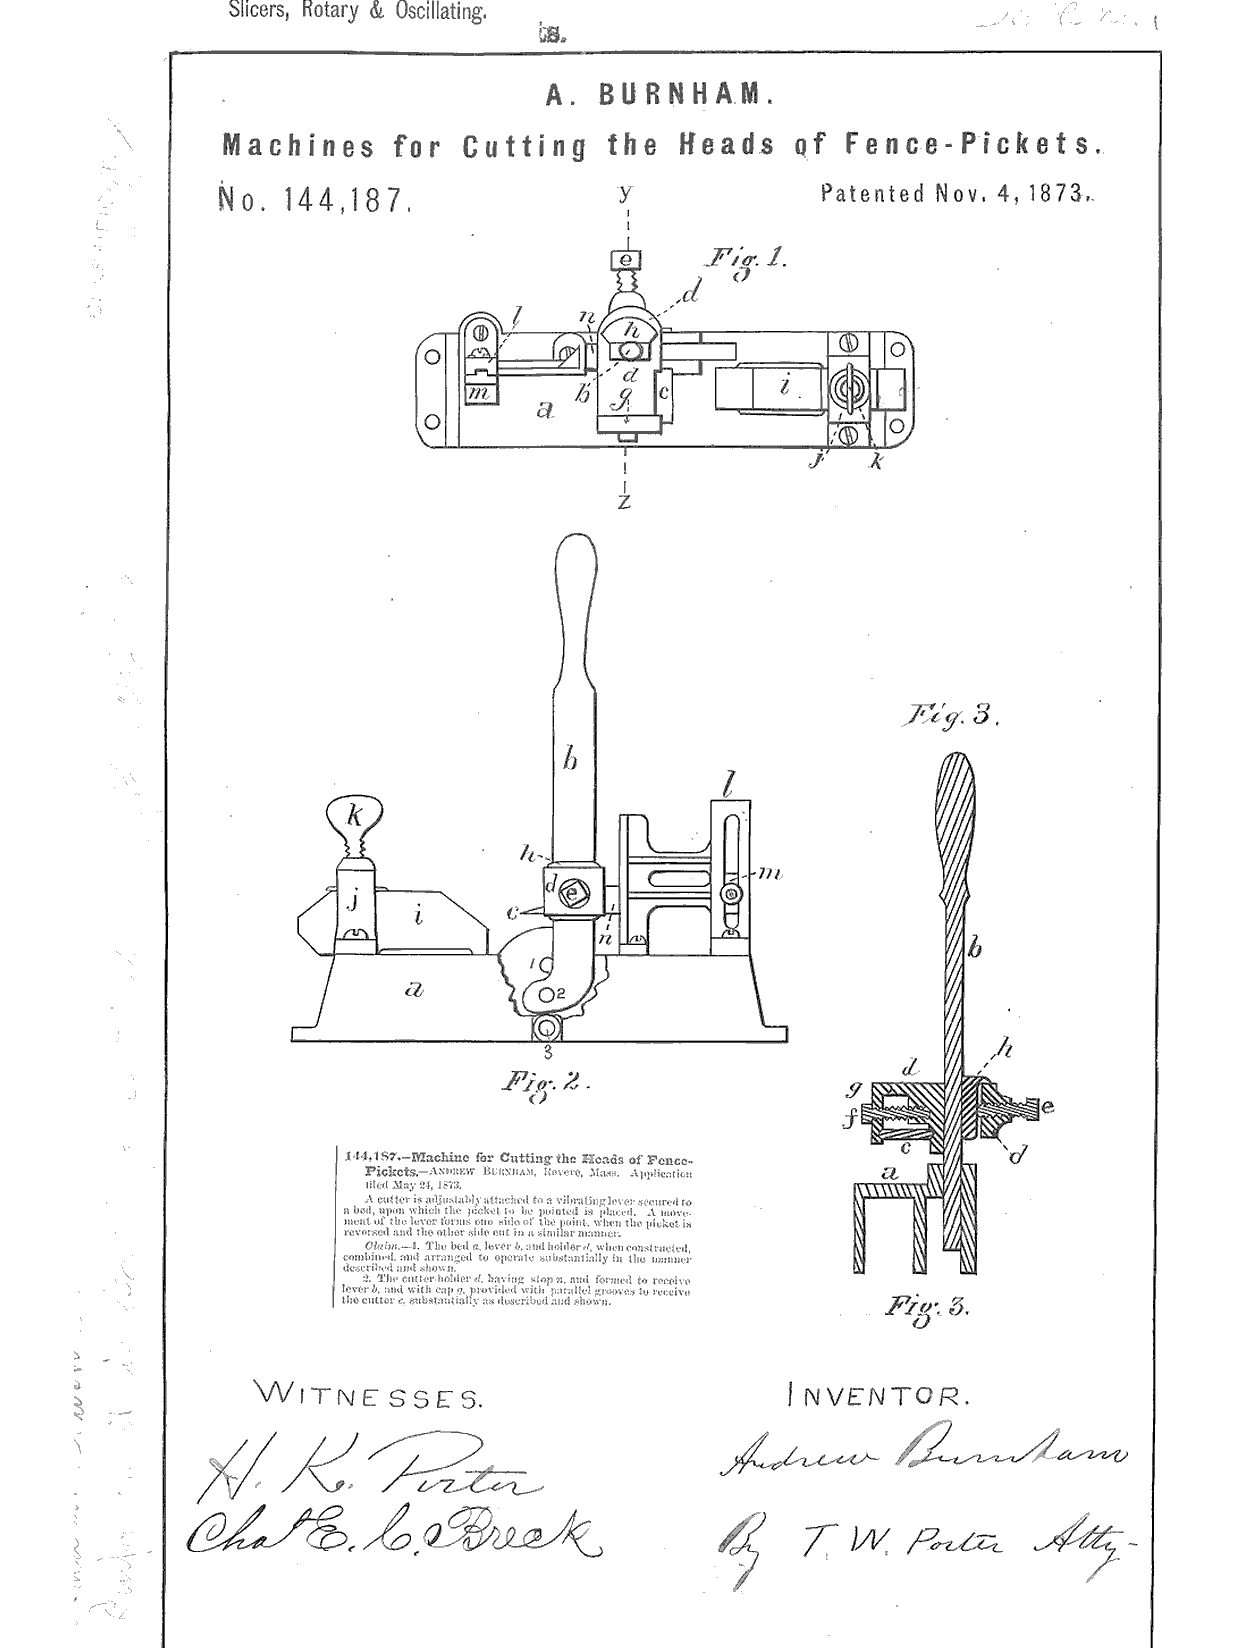 Slicers, Rotary & Oscillating.
A. BURNHAM.
Machines for Cutting the Heads of Fence-Pickets.
No. 144,187.
Patented Nov. 4, 1873.
y
Fig. 1.
e
d
l
n
h
b
d
g
c
i
m
a
j
k
z
b
k
l
h
d
e
m
j
i
c
n
1
a
2
3
Fig. 2.
Fig. 3.
b
h
d
g
f
e
c
d
a
Fig. 3.
144,187.—Machine for Cutting the Heads of Fence-
Pickets.—ANDREW BURNHAM, Revere, Mass. Application
filed May 24, 1873.
A cutter is adjustably attached to a vibrating lever secured to
a bed, upon which the picket to be pointed is placed. A move-
ment of the lever forms one side of the point, when the picket is
reversed and the other side cut in a similar manner.
Claim.—1. The bed a, lever b, and holder d, when constructed,
combined, and arranged to operate substantially in the manner
described and shown.
2. The cutter-holder d, having stop n, and formed to receive
lever b, and with cap g, provided with parallel grooves to receive
the cutter c, substantially as described and shown.
WITNESSES.
H. K. Porter
Chas E. C. Breck
INVENTOR.
Andrew Burnham
By T. W. Porter Atty-